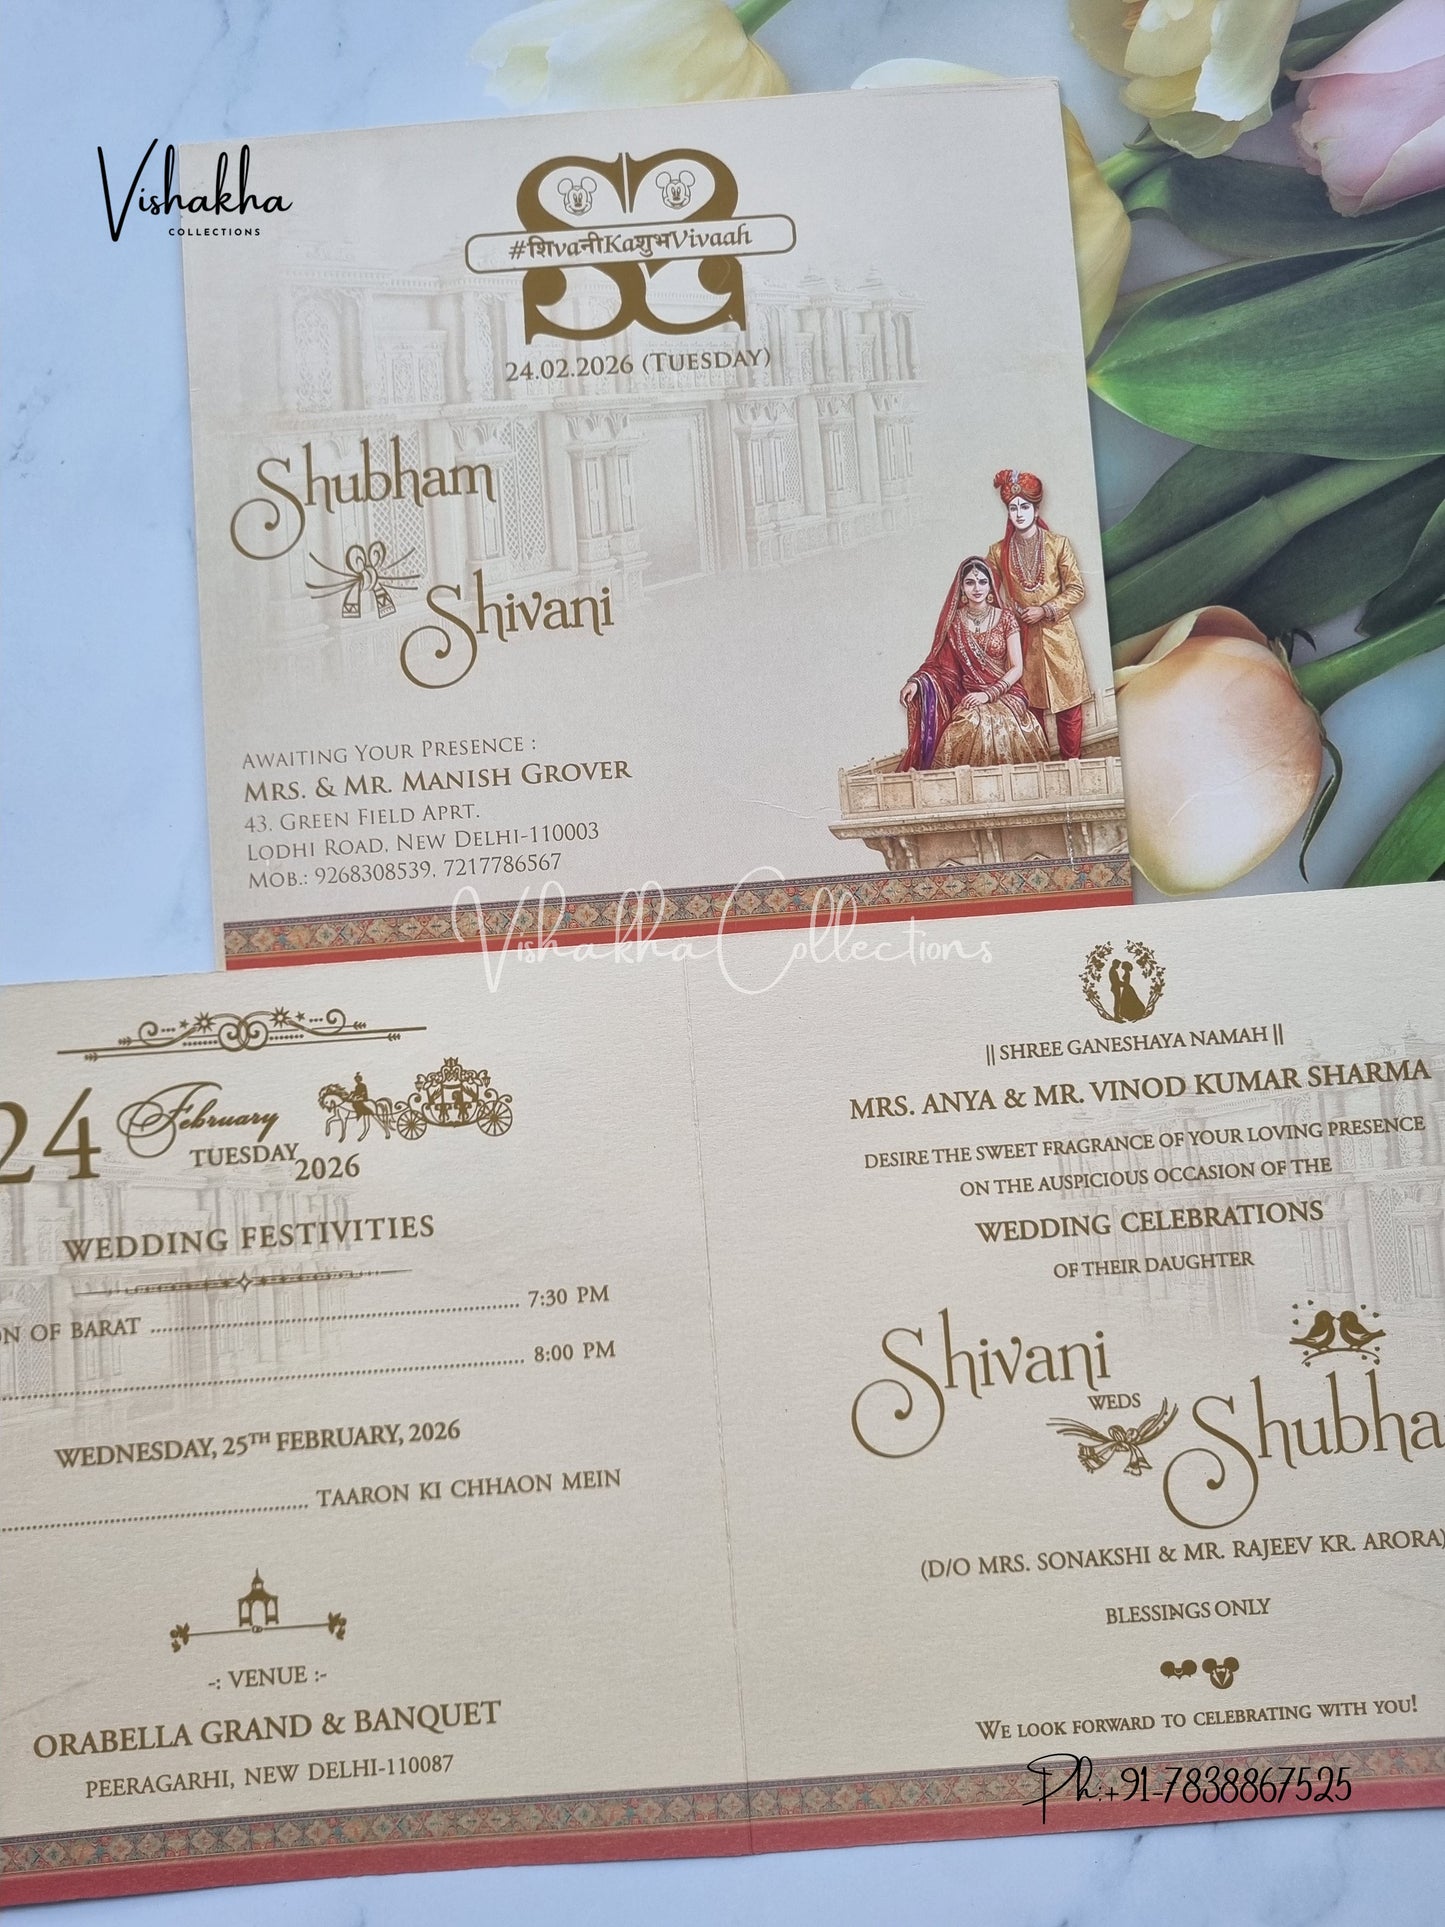 Vishakha
COLLECTIONS
#शिvaनीKaशुभVivaah
24.02.2026 (TUESDAY)
Shubham
Shivani
AWAITING YOUR PRESENCE :
MRS. & MR. MANISH GROVER
43, GREEN FIELD APRT.
LODHI ROAD, NEW DELHI-110003
MOB.: 9268308539, 7217786567
Vishakha Collections
24 February
TUESDAY
2026
WEDDING FESTIVITIES
ON OF BARAT ........ 7:30 PM
........ 8:00 PM
WEDNESDAY, 25TH FEBRUARY, 2026
........ TAARON KI CHHAON MEIN
-: VENUE :-
ORABELLA GRAND & BANQUET
PEERAGARHI, NEW DELHI-110087
|| SHREE GANESHAYA NAMAH ||
MRS. ANYA & MR. VINOD KUMAR SHARMA
DESIRE THE SWEET FRAGRANCE OF YOUR LOVING PRESENCE
ON THE AUSPICIOUS OCCASION OF THE
WEDDING CELEBRATIONS
OF THEIR DAUGHTER
Shivani
WEDS
Shubha
(D/O MRS. SONAKSHI & MR. RAJEEV KR. ARORA)
BLESSINGS ONLY
WE LOOK FORWARD TO CELEBRATING WITH YOU!
Ph.:+91-7838867525